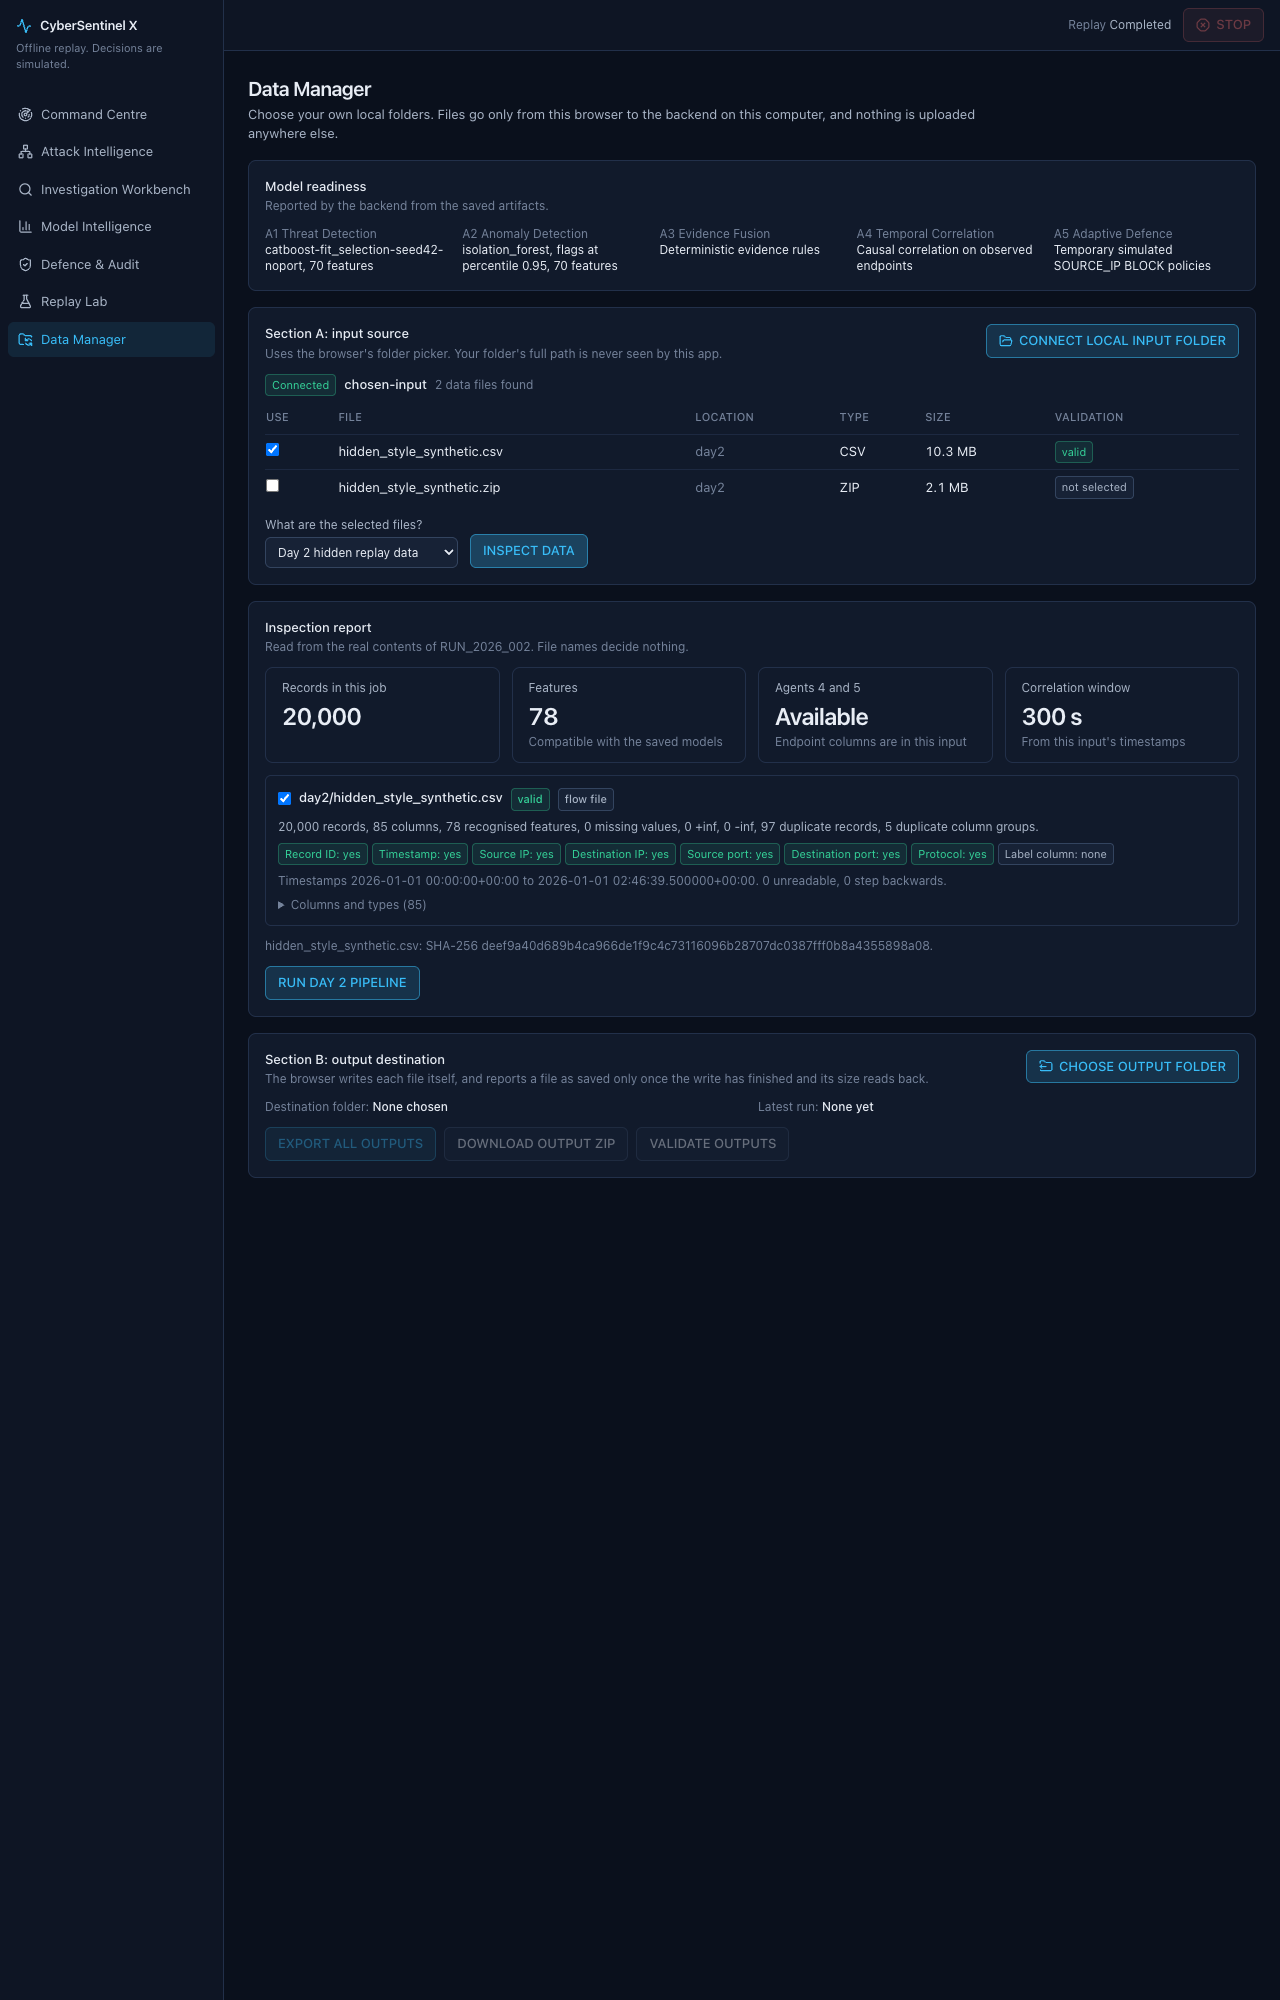 CyberSentinel X
Offline replay. Decisions are
simulated.
Command Centre
Attack Intelligence
Investigation Workbench
Model Intelligence
Defence & Audit
Replay Lab
Data Manager
Replay Completed
STOP
Data Manager
Choose your own local folders. Files go only from this browser to the backend on this computer, and nothing is uploaded
anywhere else.
Model readiness
Reported by the backend from the saved artifacts.
A1 Threat Detection
catboost-fit_selection-seed42-
noport, 70 features
A2 Anomaly Detection
isolation_forest, flags at
percentile 0.95, 70 features
A3 Evidence Fusion
Deterministic evidence rules
A4 Temporal Correlation
Causal correlation on observed
endpoints
A5 Adaptive Defence
Temporary simulated
SOURCE_IP BLOCK policies
Section A: input source
Uses the browser's folder picker. Your folder's full path is never seen by this app.
CONNECT LOCAL INPUT FOLDER
Connected chosen-input 2 data files found
USE FILE LOCATION TYPE SIZE VALIDATION
hidden_style_synthetic.csv day2 CSV 10.3 MB valid
hidden_style_synthetic.zip day2 ZIP 2.1 MB not selected
What are the selected files?
Day 2 hidden replay data
INSPECT DATA
Inspection report
Read from the real contents of RUN_2026_002. File names decide nothing.
Records in this job
20,000
Features
78
Compatible with the saved models
Agents 4 and 5
Available
Endpoint columns are in this input
Correlation window
300 s
From this input's timestamps
day2/hidden_style_synthetic.csv valid flow file
20,000 records, 85 columns, 78 recognised features, 0 missing values, 0 +inf, 0 -inf, 97 duplicate records, 5 duplicate column groups.
Record ID: yes Timestamp: yes Source IP: yes Destination IP: yes Source port: yes Destination port: yes Protocol: yes Label column: none
Timestamps 2026-01-01 00:00:00+00:00 to 2026-01-01 02:46:39.500000+00:00. 0 unreadable, 0 step backwards.
Columns and types (85)
hidden_style_synthetic.csv: SHA-256 deef9a40d689b4ca966de1f9c4c73116096b28707dc0387fff0b8a4355898a08.
RUN DAY 2 PIPELINE
Section B: output destination
The browser writes each file itself, and reports a file as saved only once the write has finished and its size reads back.
CHOOSE OUTPUT FOLDER
Destination folder: None chosen
Latest run: None yet
EXPORT ALL OUTPUTS
DOWNLOAD OUTPUT ZIP
VALIDATE OUTPUTS